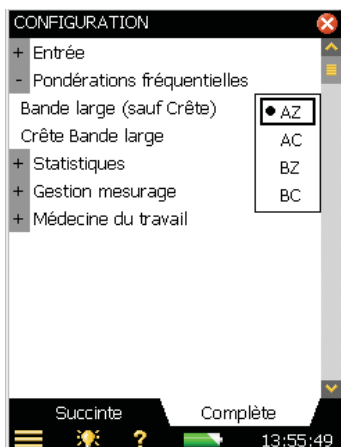 CONFIGURATION
+ Entrée
- Pondérations fréquentielles
Bande large (sauf Crête) AZ
Crête Bande large AC
+ Statistiques BZ
+ Gestion mesurage BC
+ Médecine du travail
Succinte Complète
? 13:55:49